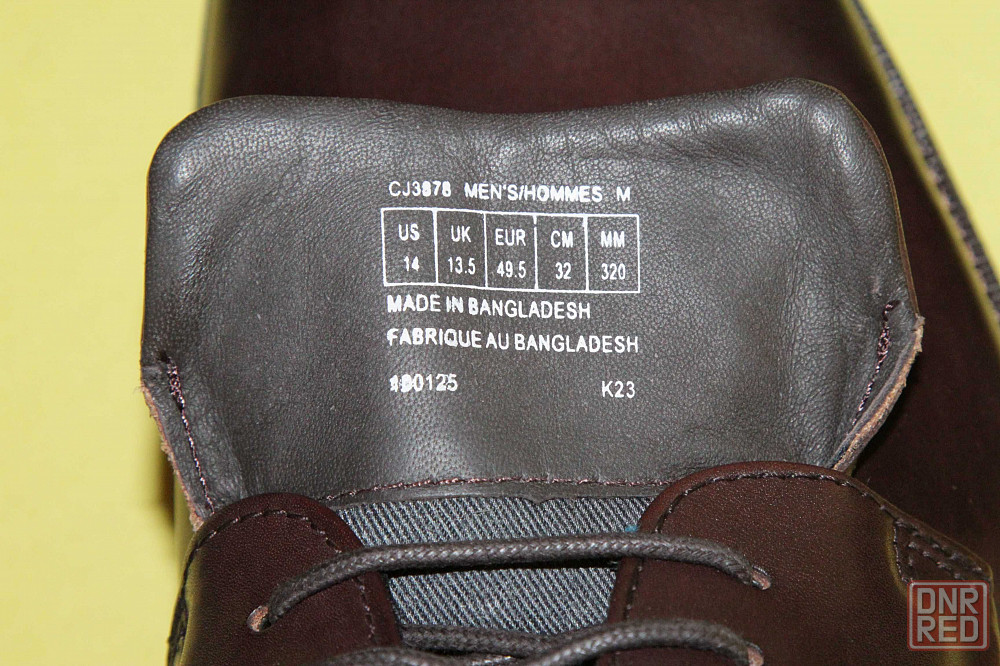 CJ3878 MEN'S/HOMMES M
US UK EUR CM MM
14 13.5 49.5 32 320
MADE IN BANGLADESH
FABRIQUE AU BANGLADESH
K23
DNR
RED